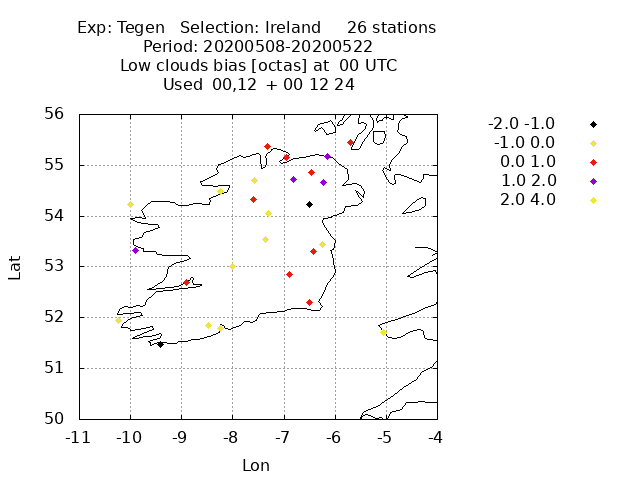 Exp: Tegen   Selection: Ireland     26 stations
Period: 20200508-20200522
Low clouds bias [octas] at  00 UTC
Used  00,12  + 00 12 24
-2.0 -1.0
-1.0 0.0
0.0 1.0
1.0 2.0
2.0 4.0
56
55
54
53
52
51
50
Lat
-11 -10 -9 -8 -7 -6 -5 -4
Lon